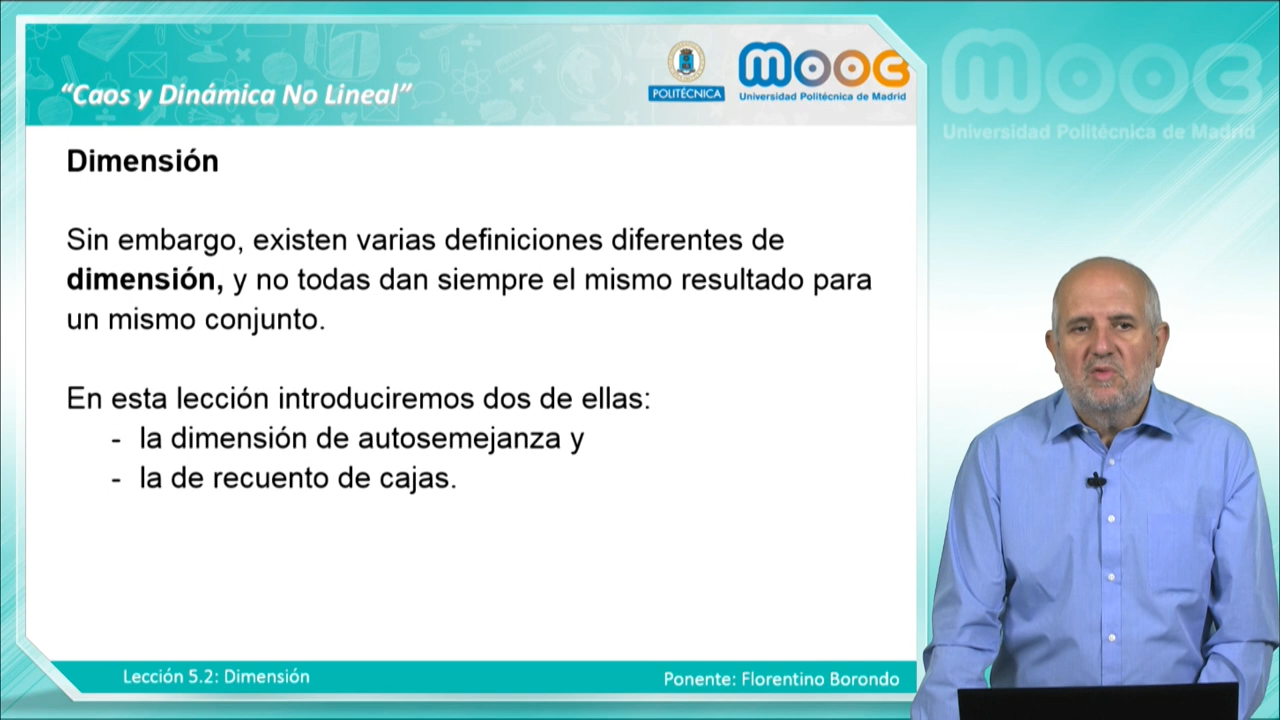 “Caos y Dinámica No Lineal”
POLITÉCNICA
mooc
Universidad Politécnica de Madrid
mooc
Universidad Politécnica de Madrid
Dimensión
Sin embargo, existen varias definiciones diferentes de
dimensión, y no todas dan siempre el mismo resultado para
un mismo conjunto.
En esta lección introduciremos dos de ellas:
- la dimensión de autosemejanza y
- la de recuento de cajas.
Lección 5.2: Dimensión
Ponente: Florentino Borondo